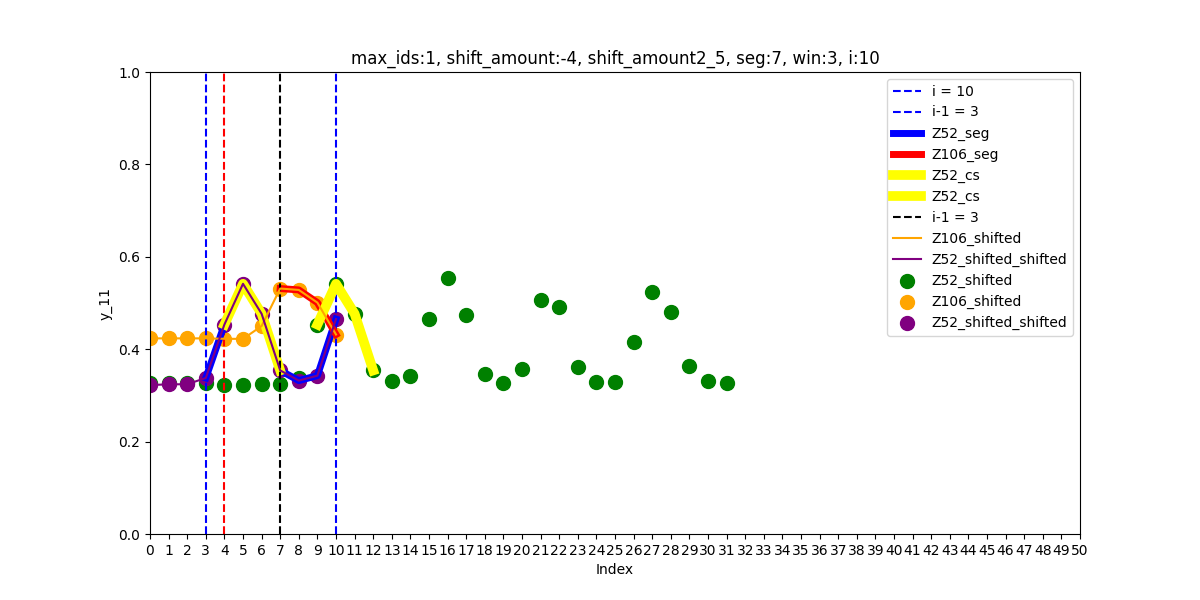 max_ids:1, shift_amount:-4, shift_amount2_5, seg:7, win:3, i:10
1.0
0.8
0.6
0.4
0.2
0.0
y_11
i = 10
i-1 = 3
Z52_seg
Z106_seg
Z52_cs
Z52_cs
i-1 = 3
Z106_shifted
Z52_shifted_shifted
Z52_shifted
Z106_shifted
Z52_shifted_shifted
0 1 2 3 4 5 6 7 8 9 10 11 12 13 14 15 16 17 18 19 20 21 22 23 24 25 26 27 28 29 30 31 32 33 34 35 36 37 38 39 40 41 42 43 44 45 46 47 48 49 50
Index